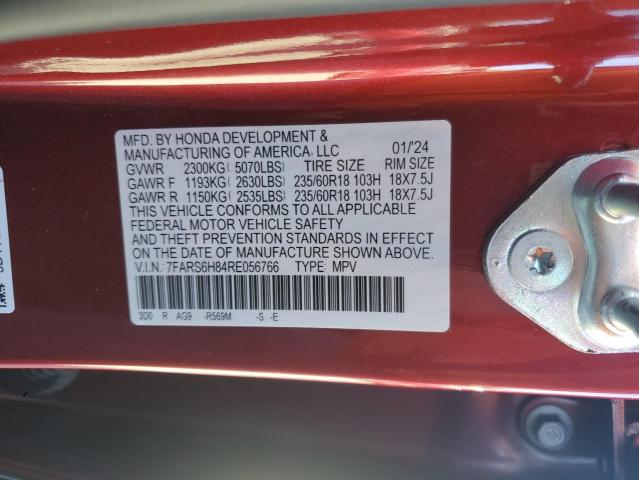 MFD. BY HONDA DEVELOPMENT &
MANUFACTURING OF AMERICA, LLC 01/'24
GVWR 2300KG( 5070LBS) TIRE SIZE RIM SIZE
GAWR F 1193KG( 2630LBS) 235/60R18 103H 18X7.5J
GAWR R 1150KG( 2535LBS) 235/60R18 103H 18X7.5J
THIS VEHICLE CONFORMS TO ALL APPLICABLE
FEDERAL MOTOR VEHICLE SAFETY
AND THEFT PREVENTION STANDARDS IN EFFECT
ON THE DATE OF MANUFACTURE SHOWN ABOVE.
V.I.N.: 7FARS6H84RE056766 TYPE: MPV
3D0 R AG9 -R569M -S -E